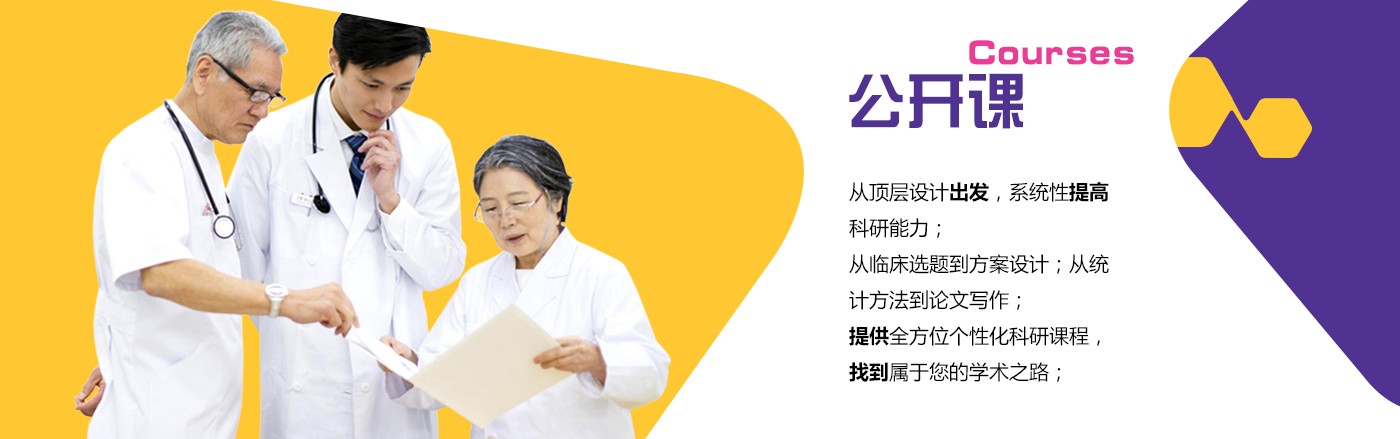 Courses
公开课
从顶层设计出发，系统性提高
科研能力；
从临床选题到方案设计；从统
计方法到论文写作；
提供全方位个性化科研课程，
找到属于您的学术之路；